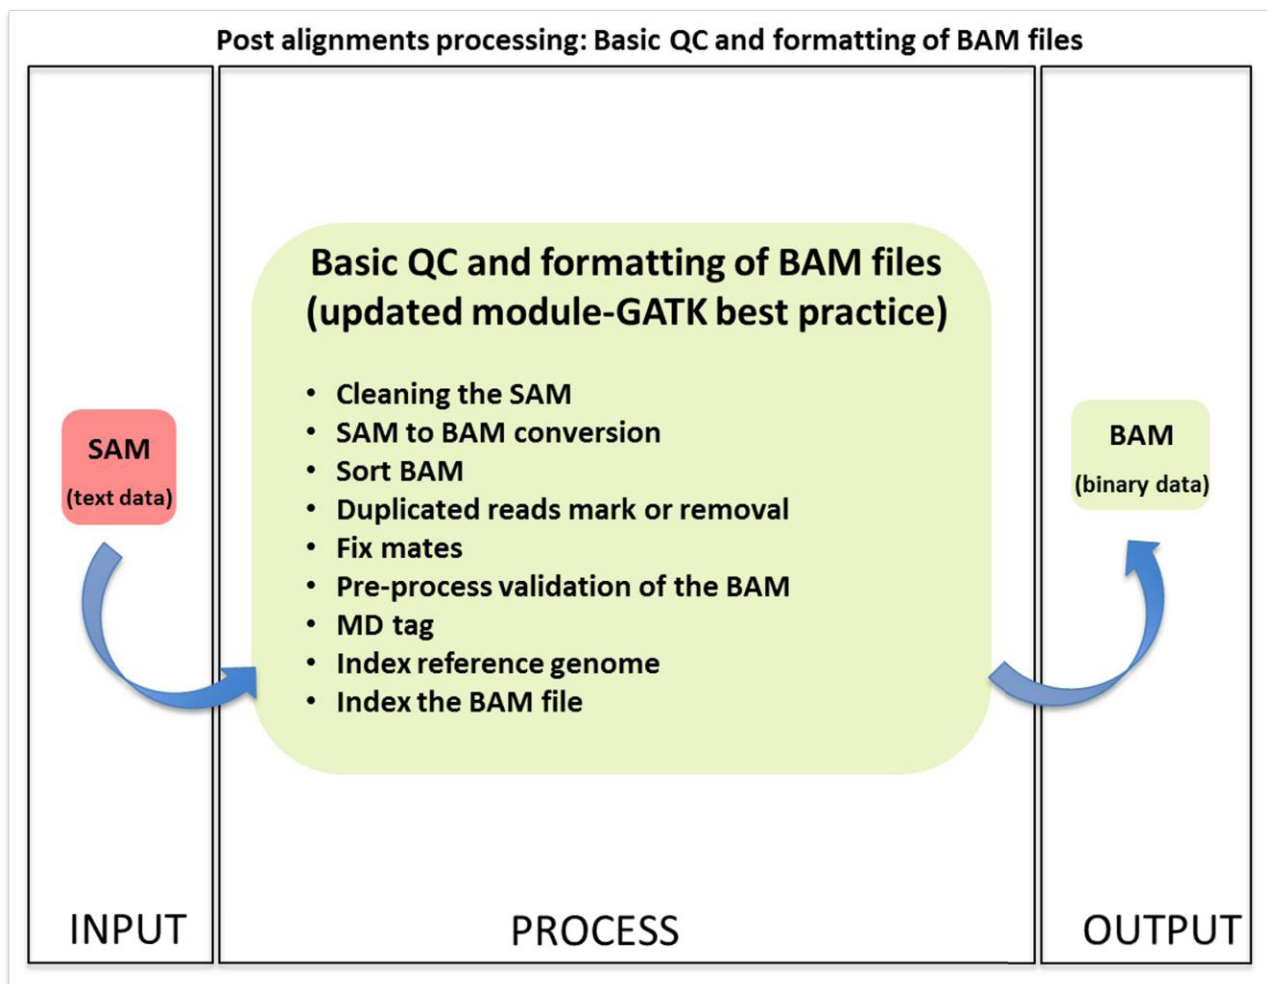 Post alignments processing: Basic QC and formatting of BAM files
Basic QC and formatting of BAM files
(updated module-GATK best practice)
• Cleaning the SAM
• SAM to BAM conversion
• Sort BAM
• Duplicated reads mark or removal
• Fix mates
• Pre-process validation of the BAM
• MD tag
• Index reference genome
• Index the BAM file
SAM
(text data)
BAM
(binary data)
INPUT
PROCESS
OUTPUT